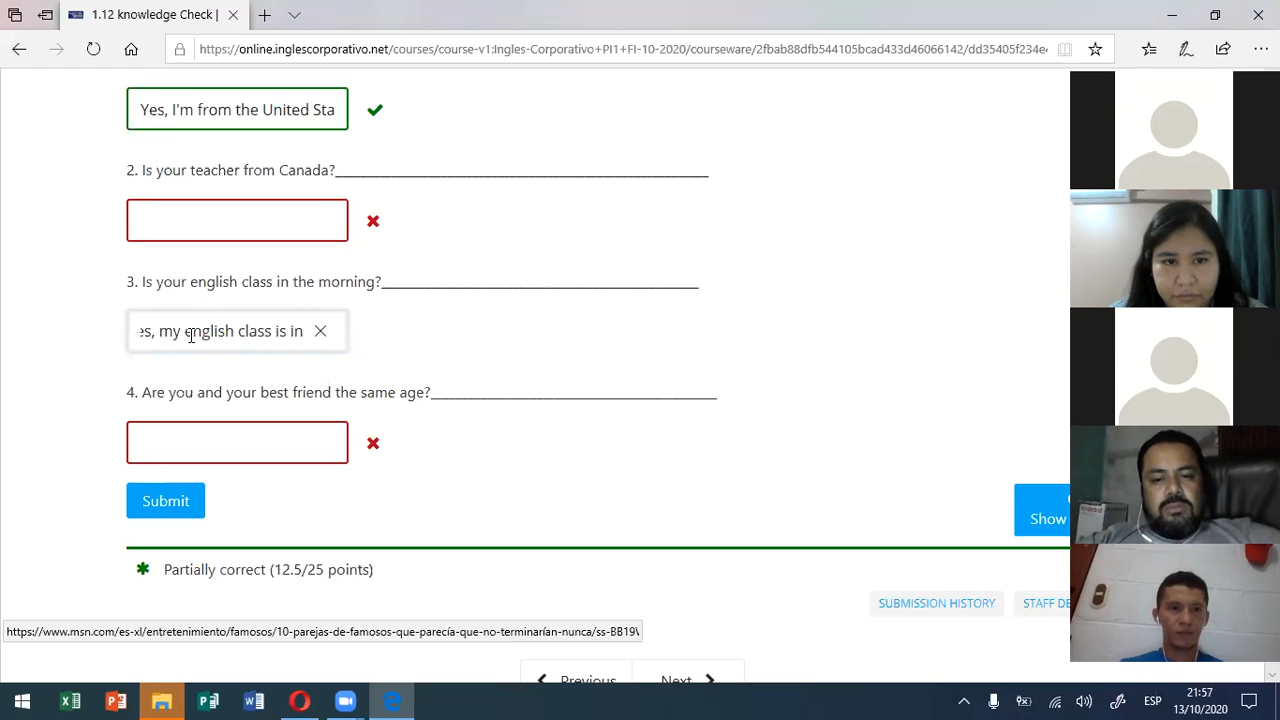 1.12 knowledge |
https://online.inglescorporativo.net/courses/course-v1:Ingles-Corporativo+PI1+FI-10-2020/courseware/2fbab88dfb544105bcad433d46066142/dd35405f234e
Yes, I'm from the United Sta
2. Is your teacher from Canada?
3. Is your english class in the morning?
es, my english class is in
4. Are you and your best friend the same age?
Submit
Show
Partially correct (12.5/25 points)
SUBMISSION HISTORY
STAFF DE
https://www.msn.com/es-xl/entretenimiento/famosos/10-parejas-de-famosos-que-parecía-que-no-terminarían-nunca/ss-BB19V
Previous
Next
ESP
21:57
13/10/2020